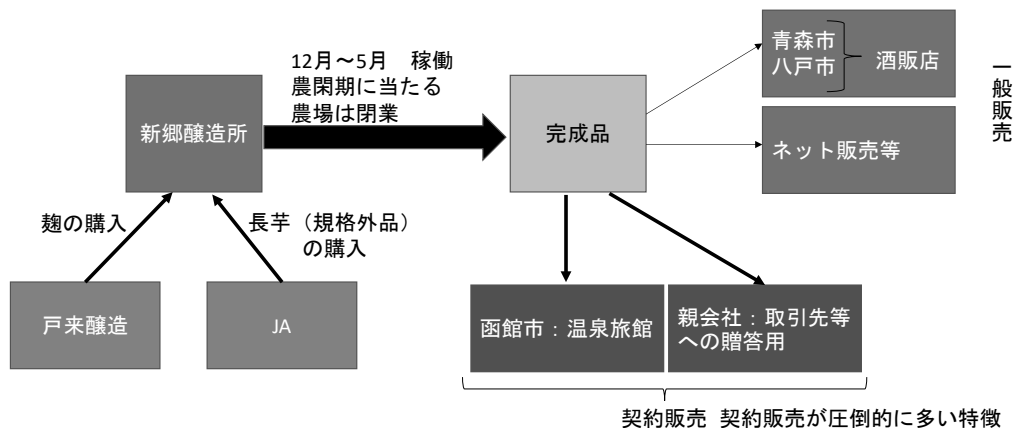 12月～5月　稼働
農閑期に当たる
農場は閉業
新郷醸造所
完成品
青森市
八戸市
酒販店
ネット販売等
一般販売
麹の購入
長芋（規格外品）
の購入
戸来醸造
JA
函館市：温泉旅館
親会社：取引先等
への贈答用
契約販売 契約販売が圧倒的に多い特徴